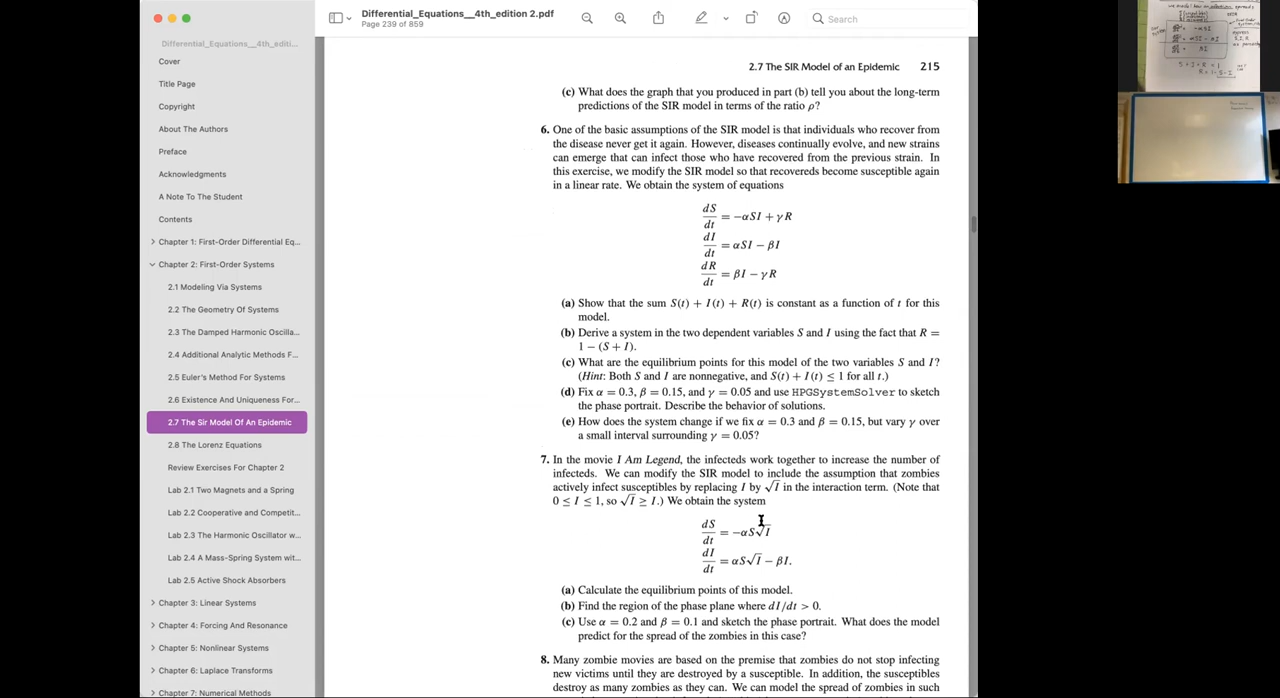 Differential_Equations__4th_edition 2.pdf
Page 239 of 859
Search
Differential_Equations__4th_editi...
Cover
Title Page
Copyright
About The Authors
Preface
Acknowledgments
A Note To The Student
Contents
Chapter 1: First-Order Differential Eq...
Chapter 2: First-Order Systems
2.1 Modeling Via Systems
2.2 The Geometry Of Systems
2.3 The Damped Harmonic Oscilla...
2.4 Additional Analytic Methods F...
2.5 Euler's Method For Systems
2.6 Existence And Uniqueness For...
2.7 The Sir Model Of An Epidemic
2.8 The Lorenz Equations
Review Exercises For Chapter 2
Lab 2.1 Two Magnets and a Spring
Lab 2.2 Cooperative and Competit...
Lab 2.3 The Harmonic Oscillator w...
Lab 2.4 A Mass-Spring System wit...
Lab 2.5 Active Shock Absorbers
Chapter 3: Linear Systems
Chapter 4: Forcing And Resonance
Chapter 5: Nonlinear Systems
Chapter 6: Laplace Transforms
Chapter 7: Numerical Methods
2.7 The SIR Model of an Epidemic 215
(c) What does the graph that you produced in part (b) tell you about the long-term
predictions of the SIR model in terms of the ratio ρ?
6. One of the basic assumptions of the SIR model is that individuals who recover from
the disease never get it again. However, diseases continually evolve, and new strains
can emerge that can infect those who have recovered from the previous strain. In
this exercise, we modify the SIR model so that recovereds become susceptible again
in a linear rate. We obtain the system of equations
dS/dt = −αSI + γR
dI/dt = αSI − βI
dR/dt = βI − γR
(a) Show that the sum S(t) + I(t) + R(t) is constant as a function of t for this
model.
(b) Derive a system in the two dependent variables S and I using the fact that R =
1 − (S + I).
(c) What are the equilibrium points for this model of the two variables S and I?
(Hint: Both S and I are nonnegative, and S(t) + I(t) ≤ 1 for all t.)
(d) Fix α = 0.3, β = 0.15, and γ = 0.05 and use HPGSystemSolver to sketch
the phase portrait. Describe the behavior of solutions.
(e) How does the system change if we fix α = 0.3 and β = 0.15, but vary γ over
a small interval surrounding γ = 0.05?
7. In the movie I Am Legend, the infecteds work together to increase the number of
infecteds. We can modify the SIR model to include the assumption that zombies
actively infect susceptibles by replacing I by √I in the interaction term. (Note that
0 ≤ I ≤ 1, so √I ≥ I.) We obtain the system
dS/dt = −αS√I
dI/dt = αS√I − βI.
(a) Calculate the equilibrium points of this model.
(b) Find the region of the phase plane where dI/dt > 0.
(c) Use α = 0.2 and β = 0.1 and sketch the phase portrait. What does the model
predict for the spread of the zombies in this case?
8. Many zombie movies are based on the premise that zombies do not stop infecting
new victims until they are destroyed by a susceptible. In addition, the susceptibles
destroy as many zombies as they can. We can model the spread of zombies in such